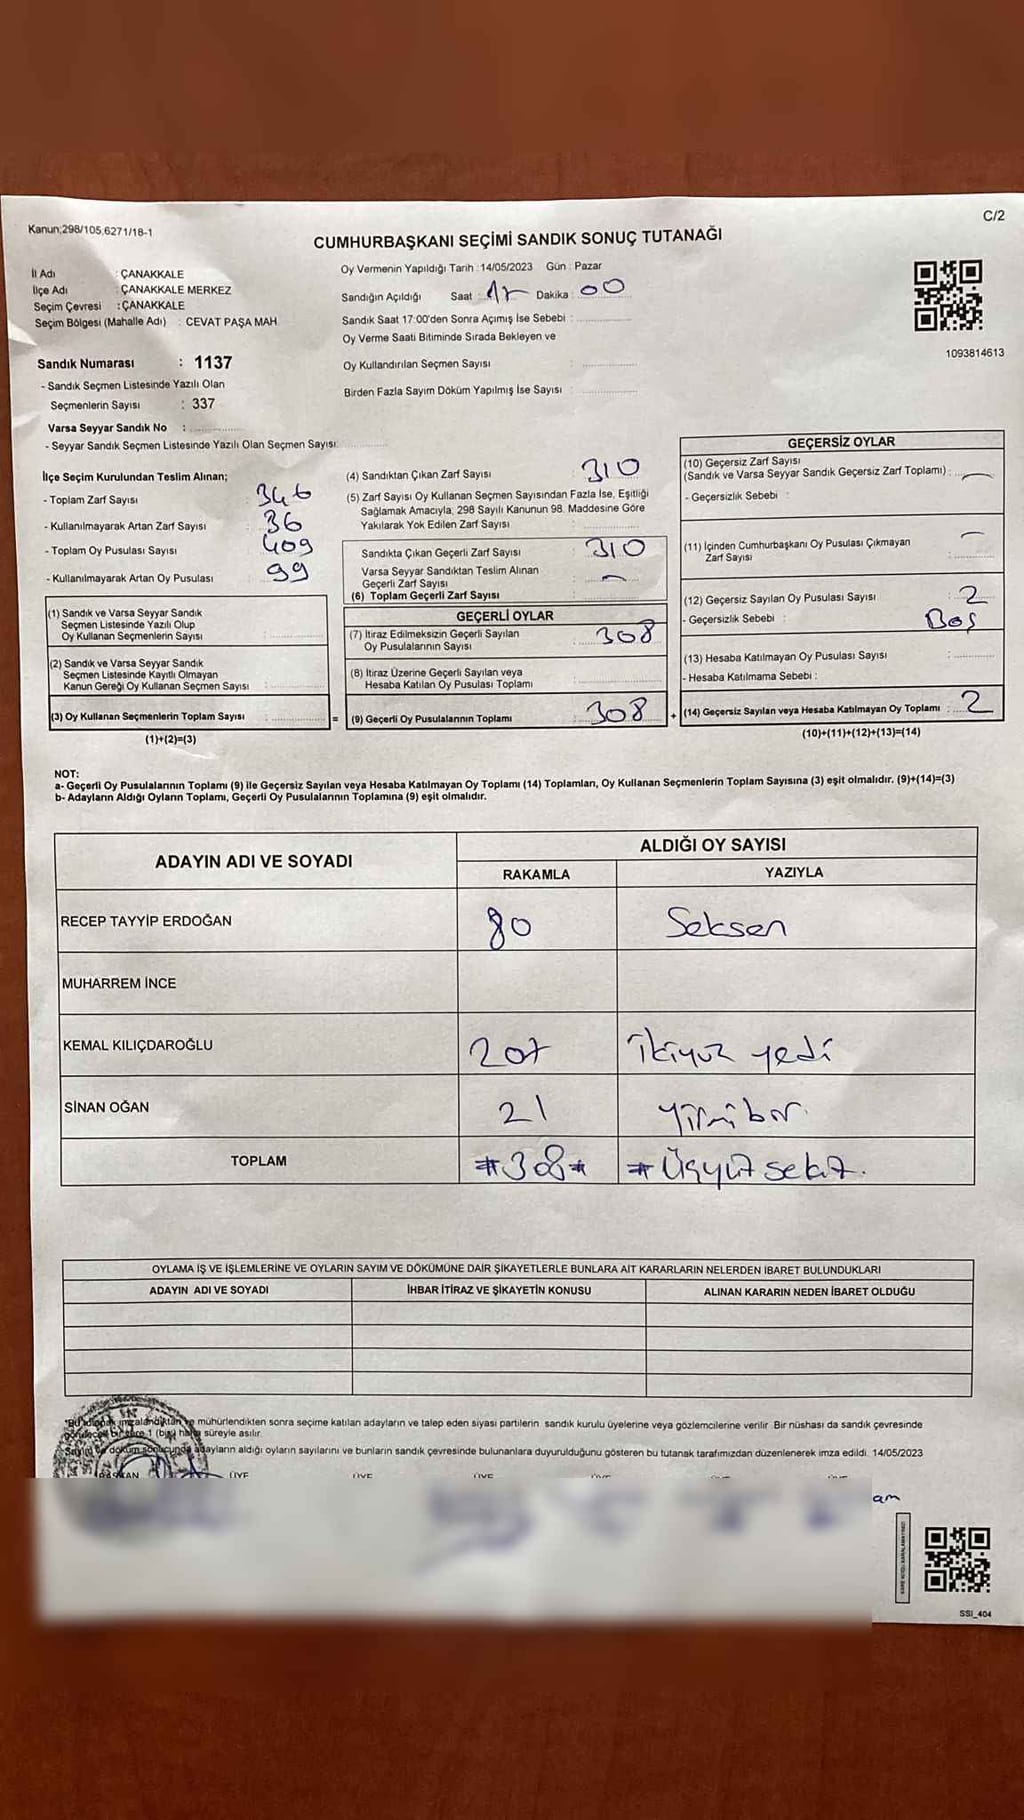 C/2
Kanun;298/105,6271/18-1
CUMHURBAŞKANI SEÇİMİ SANDIK SONUÇ TUTANAĞI
İl Adı : ÇANAKKALE
İlçe Adı : ÇANAKKALE MERKEZ
Seçim Çevresi : ÇANAKKALE
Seçim Bölgesi (Mahalle Adı) : CEVAT PAŞA MAH
Sandık Numarası : 1137
- Sandık Seçmen Listesinde Yazılı Olan
Seçmenlerin Sayısı : 337
Varsa Seyyar Sandık No :
- Seyyar Sandık Seçmen Listesinde Yazılı Olan Seçmen Sayısı:
Oy Vermenin Yapıldığı Tarih : 14/05/2023 Gün : Pazar
Sandığın Açıldığı Saat : 17 Dakika : 00
Sandık Saat 17:00'den Sonra Açımış İse Sebebi :
Oy Verme Saati Bitiminde Sırada Bekleyen ve
Oy Kullandırılan Seçmen Sayısı :
Birden Fazla Sayım Döküm Yapılmış İse Sayısı :
1093814613
İlçe Seçim Kurulundan Teslim Alınan;
- Toplam Zarf Sayısı : 346
- Kullanılmayarak Artan Zarf Sayısı : 36
- Toplam Oy Pusulası Sayısı : 409
- Kullanılmayarak Artan Oy Pusulası : 99
(1) Sandık ve Varsa Seyyar Sandık
Seçmen Listesinde Yazılı Olup
Oy Kullanan Seçmenlerin Sayısı :
(2) Sandık ve Varsa Seyyar Sandık
Seçmen Listesinde Kayıtlı Olmayan
Kanun Gereği Oy Kullanan Seçmen Sayısı :
(3) Oy Kullanan Seçmenlerin Toplam Sayısı : =
(1)+(2)=(3)
(4) Sandıktan Çıkan Zarf Sayısı : 310
(5) Zarf Sayısı Oy Kullanan Seçmen Sayısından Fazla İse, Eşitliği
Sağlamak Amacıyla, 298 Sayılı Kanunun 98. Maddesine Göre
Yakılarak Yok Edilen Zarf Sayısı :
Sandıkta Çıkan Geçerli Zarf Sayısı : 310
Varsa Seyyar Sandıktan Teslim Alınan
Geçerli Zarf Sayısı : —
(6) Toplam Geçerli Zarf Sayısı :
GEÇERLİ OYLAR
(7) İtiraz Edilmeksizin Geçerli Sayılan
Oy Pusulalarının Sayısı : 308
(8) İtiraz Üzerine Geçerli Sayılan veya
Hesaba Katılan Oy Pusulası Toplamı :
(9) Geçerli Oy Pusulalarının Toplamı : 308 +
GEÇERSİZ OYLAR
(10) Geçersiz Zarf Sayısı
(Sandık ve Varsa Seyyar Sandık Geçersiz Zarf Toplamı) : —
- Geçersizlik Sebebi :
(11) İçinden Cumhurbaşkanı Oy Pusulası Çıkmayan
Zarf Sayısı : —
(12) Geçersiz Sayılan Oy Pusulası Sayısı : 2
- Geçersizlik Sebebi : Boş
(13) Hesaba Katılmayan Oy Pusulası Sayısı :
- Hesaba Katılmama Sebebi :
(14) Geçersiz Sayılan veya Hesaba Katılmayan Oy Toplamı : 2
(10)+(11)+(12)+(13)=(14)
NOT:
a- Geçerli Oy Pusulalarının Toplamı (9) ile Geçersiz Sayılan veya Hesaba Katılmayan Oy Toplamı (14) Toplamları, Oy Kullanan Seçmenlerin Toplam Sayısına (3) eşit olmalıdır. (9)+(14)=(3)
b- Adayların Aldığı Oyların Toplamı, Geçerli Oy Pusulalarının Toplamına (9) eşit olmalıdır.
ADAYIN ADI VE SOYADI ALDIĞI OY SAYISI
RAKAMLA YAZIYLA
RECEP TAYYİP ERDOĞAN 80 Seksen
MUHARREM İNCE
KEMAL KILIÇDAROĞLU 207 ikiyüz yedi
SİNAN OĞAN 21 yirmibir
TOPLAM #308# # Üçyüz sekiz.
OYLAMA İŞ VE İŞLEMLERİNE VE OYLARIN SAYIM VE DÖKÜMÜNE DAİR ŞİKAYETLERLE BUNLARA AİT KARARLARIN NELERDEN İBARET BULUNDUKLARI
ADAYIN ADI VE SOYADI İHBAR İTİRAZ VE ŞİKAYETİN KONUSU ALINAN KARARIN NEDEN İBARET OLDUĞU
imzalandıktan ve mühürlendikten sonra seçime katılan adayların ve talep eden siyasi partilerin sandık kurulu üyelerine veya gözlemcilerine verilir. Bir nüshası da sandık çevresinde
1 (bir) hafta süreyle asılır.
döküm sonucunda adayların aldığı oyların sayılarını ve bunların sandık çevresinde bulunanlara duyurulduğunu gösteren bu tutanak tarafımızdan düzenlenerek imza edildi. 14/05/2023
BAŞKAN ÜYE ÜYE ÜYE ÜYE ÜYE
am
SSI_404